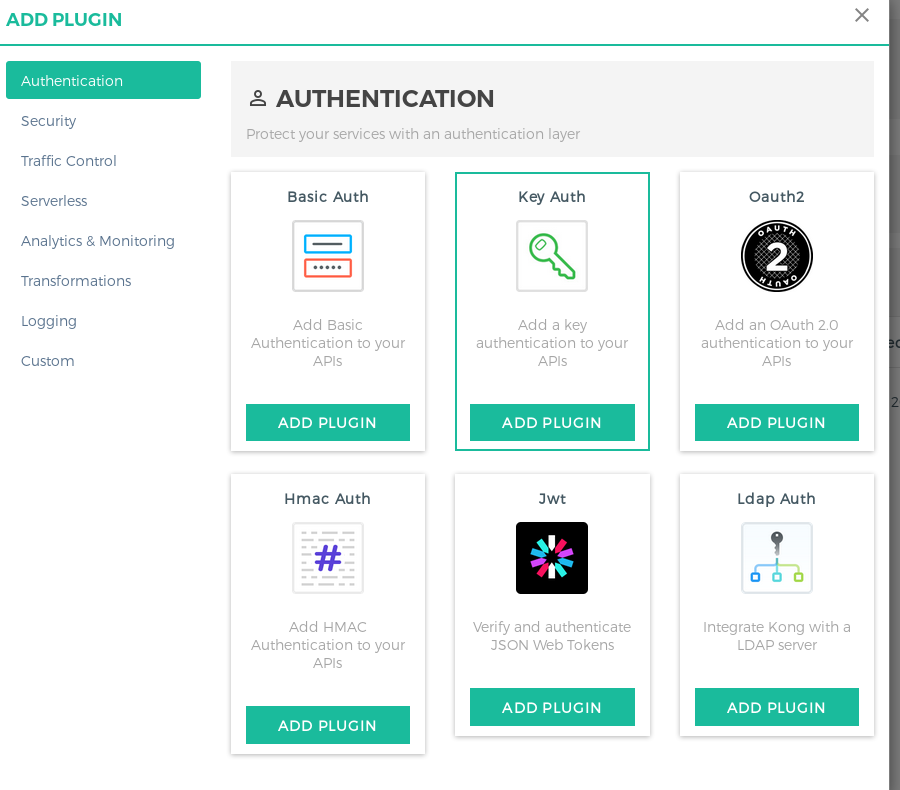 ADD PLUGIN
Authentication
Security
Traffic Control
Serverless
Analytics & Monitoring
Transformations
Logging
Custom
AUTHENTICATION
Protect your services with an authentication layer
Basic Auth
Add Basic
Authentication to your
APIs
ADD PLUGIN
Key Auth
Add a key
authentication to your
APIs
ADD PLUGIN
Oauth2
OAUTH
2
OAUTH
Add an OAuth 2.0
authentication to your
APIs
ADD PLUGIN
Hmac Auth
#
Add HMAC
Authentication to your
APIs
ADD PLUGIN
Jwt
Verify and authenticate
JSON Web Tokens
ADD PLUGIN
Ldap Auth
Integrate Kong with a
LDAP server
ADD PLUGIN
2